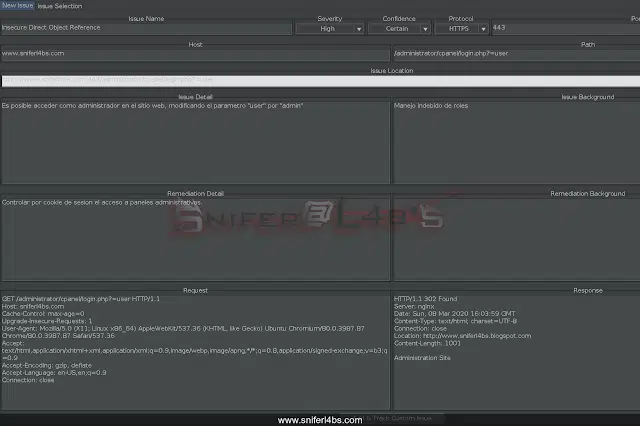 New Issue Issue Selection
Issue Name Severity Confidence Protocol
Insecure Direct Object Reference High Certain HTTPS 443
Host Path
www.sniferl4bs.com /administrator/cpanel/login.php?=user
Issue Location
Issue Detail Issue Background
Es posible acceder como administrador en el sitio web, modificando el parametro "user" por "admin" Manejo indebido de roles
Remediation Detail Remediation Background
Controlar por cookie de sesion el acceso a paneles administrativos.
SNIFER@L4B'S
Request
GET /administrator/cpanel/login.php?=user HTTP/1.1
Host: sniferl4bs.com
Cache-Control: max-age=0
Upgrade-Insecure-Requests: 1
User-Agent: Mozilla/5.0 (X11; Linux x86_64) AppleWebKit/537.36 (KHTML, like Gecko) Ubuntu Chromium/80.0.3987.87
Chrome/80.0.3987.87 Safari/537.36
Accept:
text/html,application/xhtml+xml,application/xml;q=0.9,image/webp,image/apng,*/*;q=0.8,application/signed-exchange;v=b3;q
=0.9
Accept-Encoding: gzip, deflate
Accept-Language: en-US,en;q=0.9
Connection: close
Response
HTTP/1.1 302 Found
Server: nginx
Date: Sun, 08 Mar 2020 16:03:59 GMT
Content-Type: text/html; charset=UTF-8
Connection: close
Location: http://www.sniferl4bs.blogspot.com
Content-Length: 1001
Administration Site
www.sniferl4bs.com